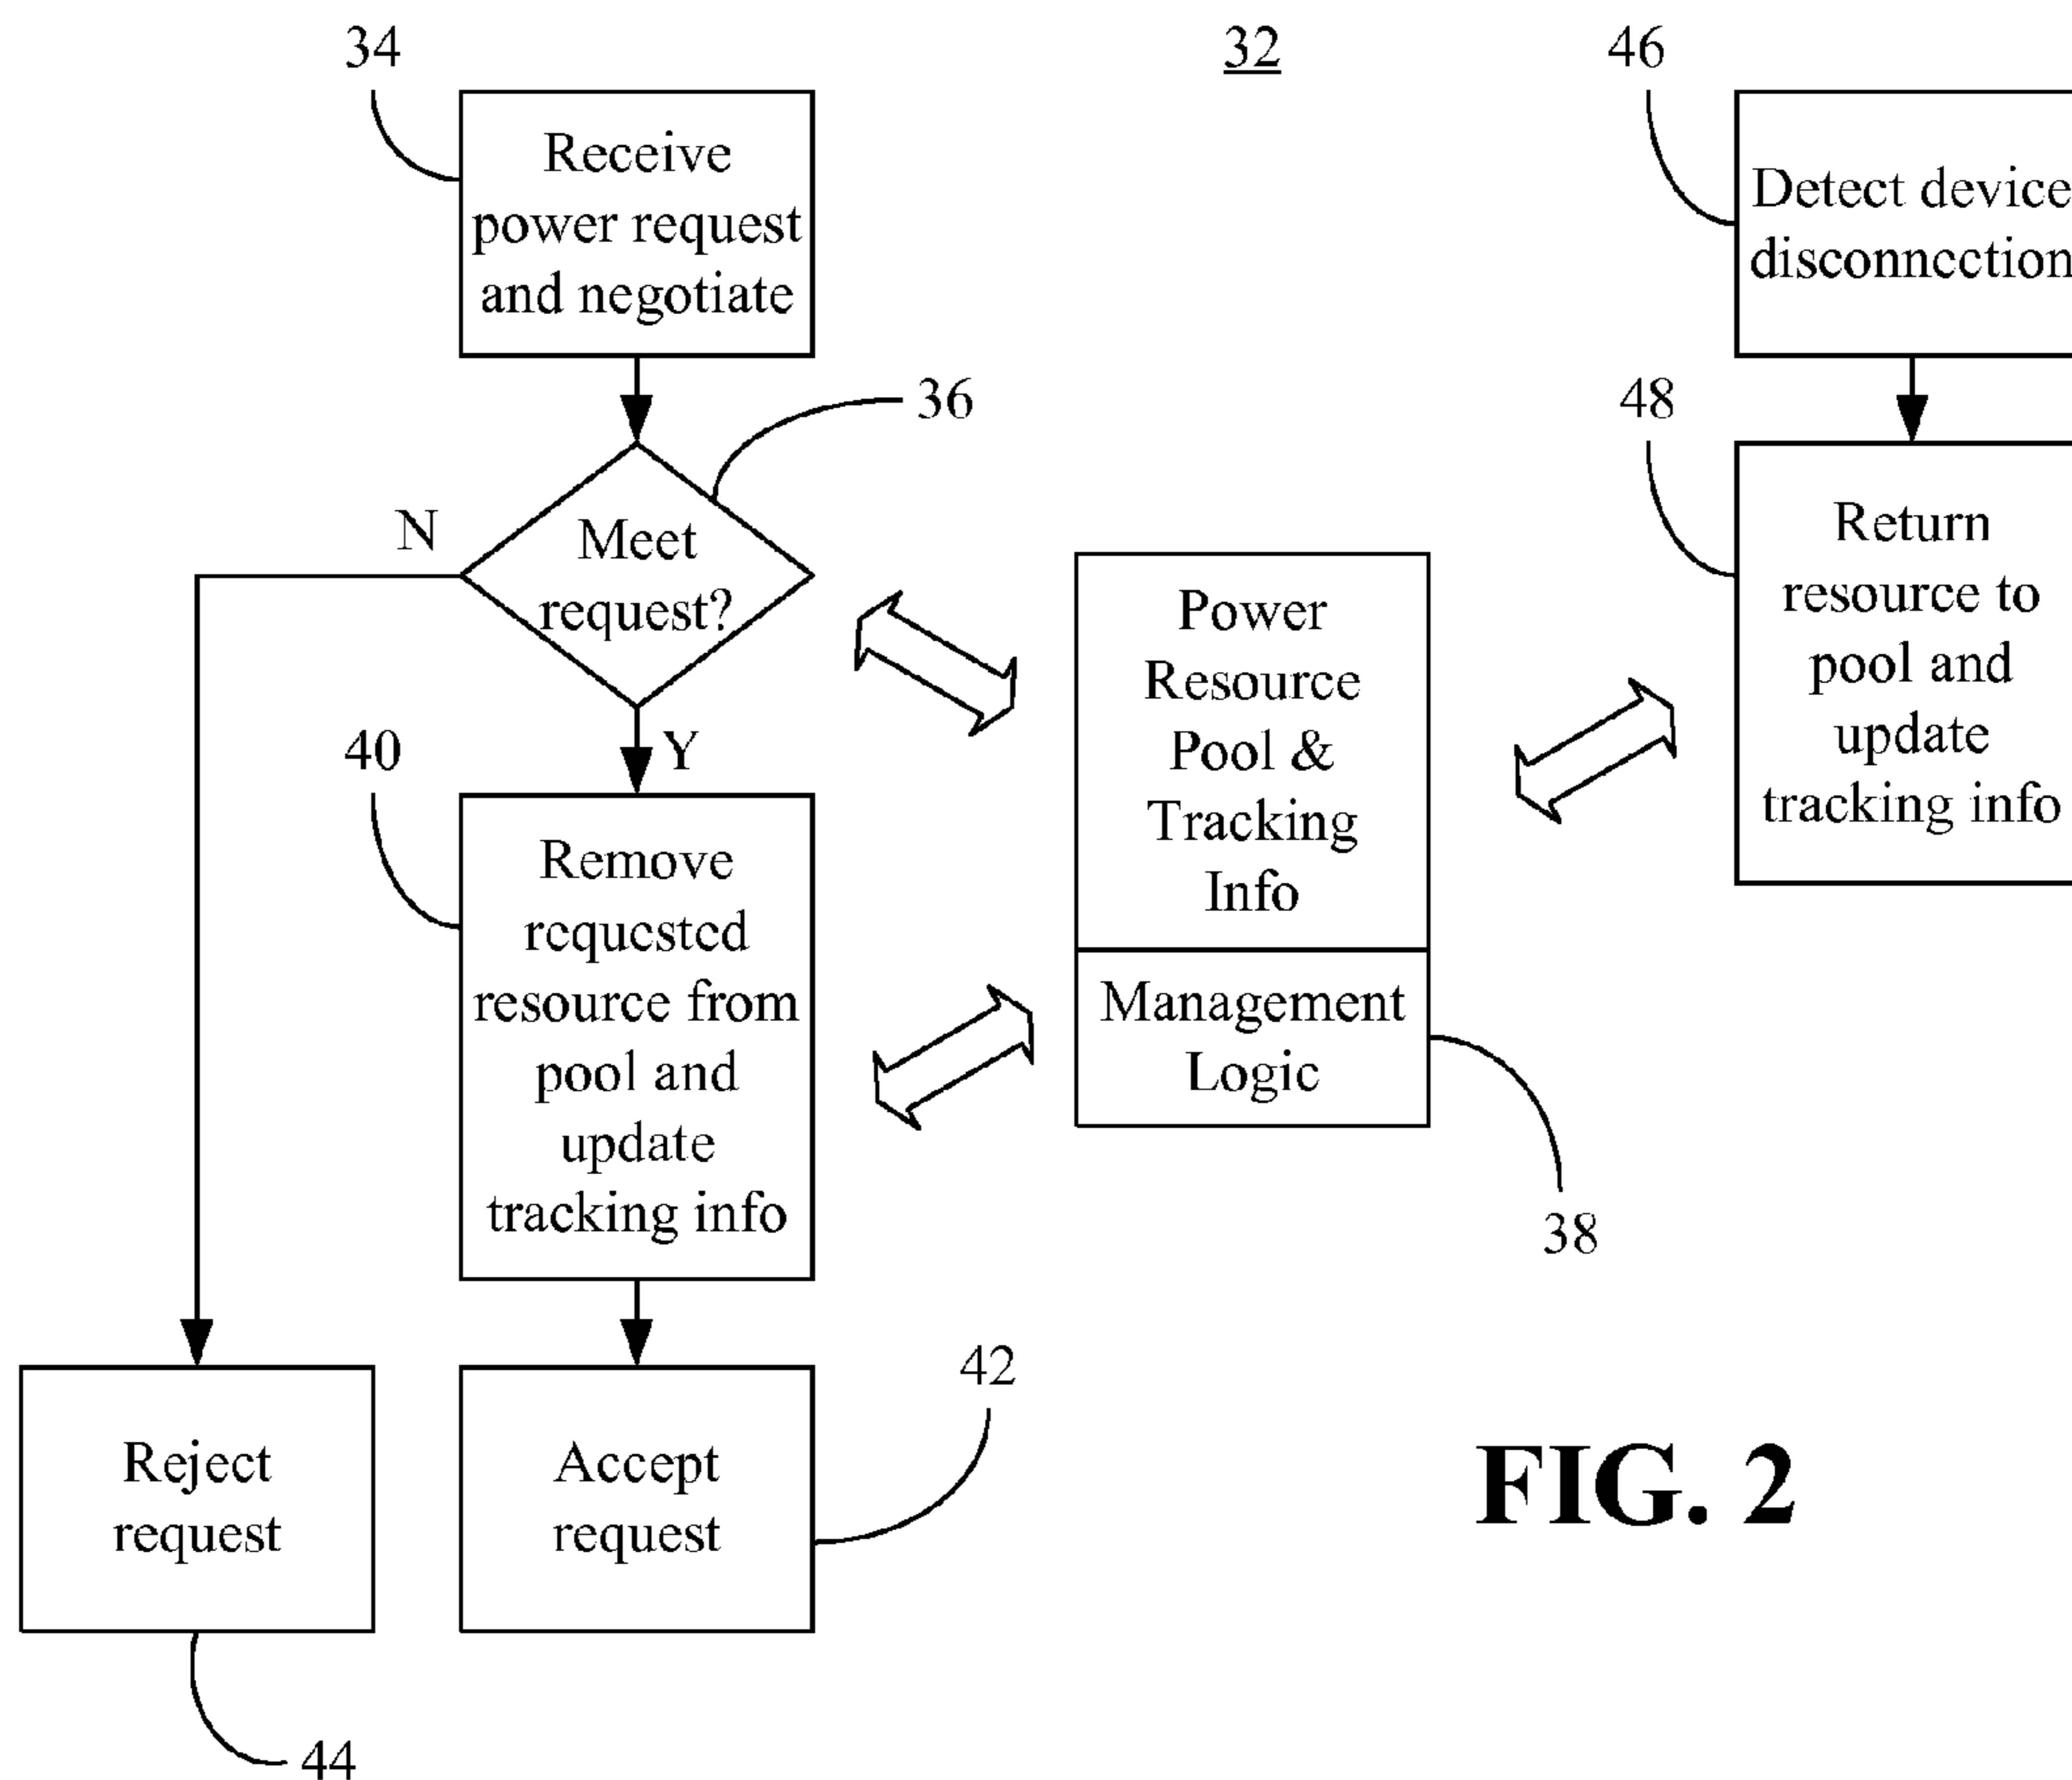 34
32
46
Receive
power request
and negotiate
Detect device
disconnection
36
48
N
Meet
request?
Y
Power
Resource
Pool &
Tracking
Info
Management
Logic
38
Return
resource to
pool and
update
tracking info
40
Remove
requested
resource from
pool and
update
tracking info
42
Reject
request
Accept
request
44
FIG. 2